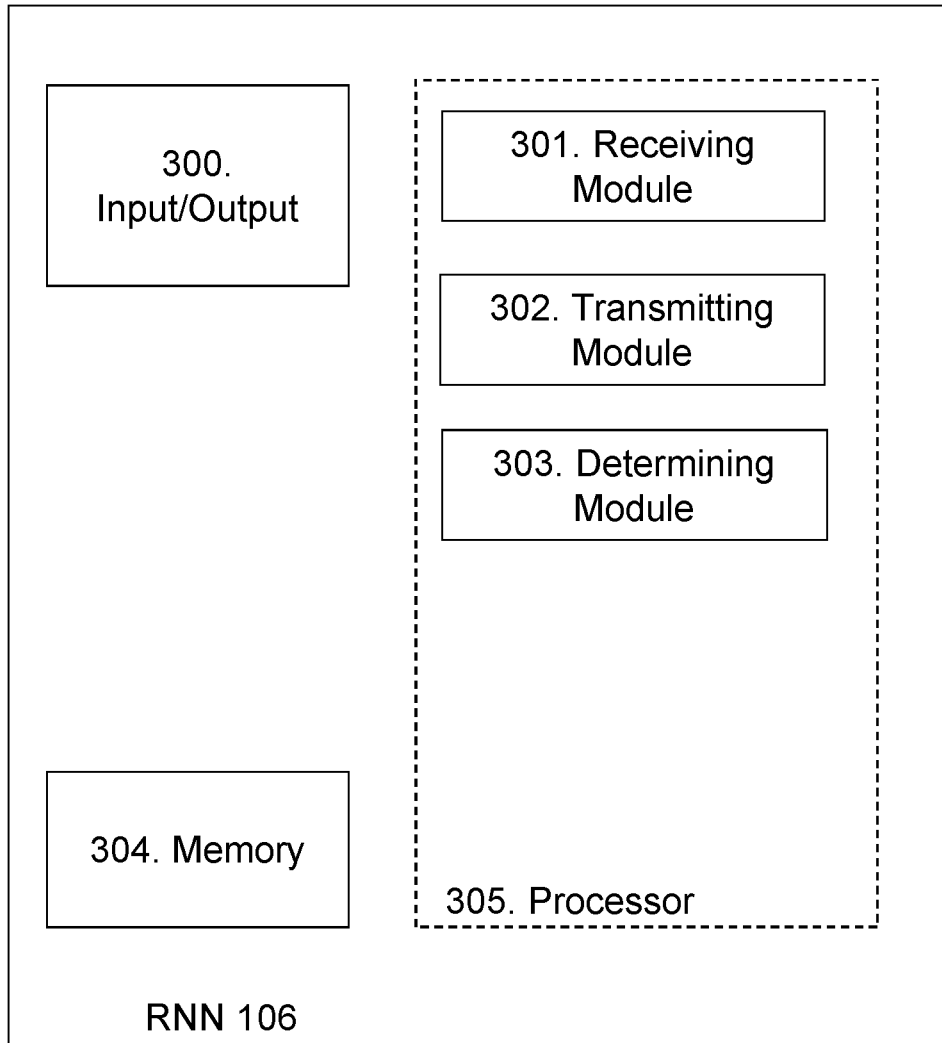 300.
Input/Output
301. Receiving
Module
302. Transmitting
Module
303. Determining
Module
304. Memory
305. Processor
RNN 106